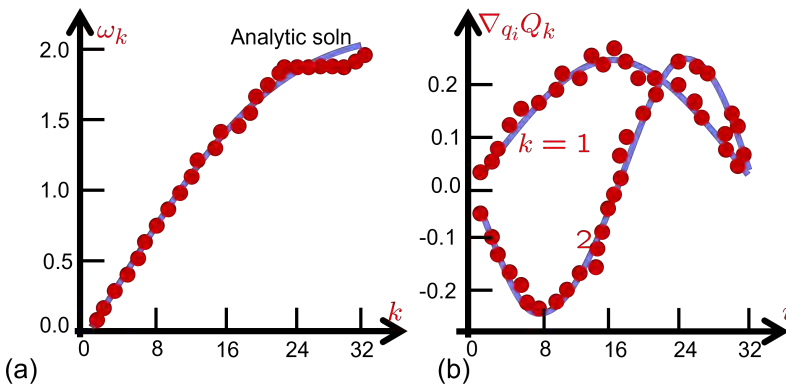 ω_k
2.0
Analytic soln
1.5
1.0
0.5
0.0
0 8 16 24 32
k
(a)
∇_{q_i} Q_k
0.2
0.1
k = 1
0.0
2
-0.1
-0.2
0 8 16 24 32
(b)